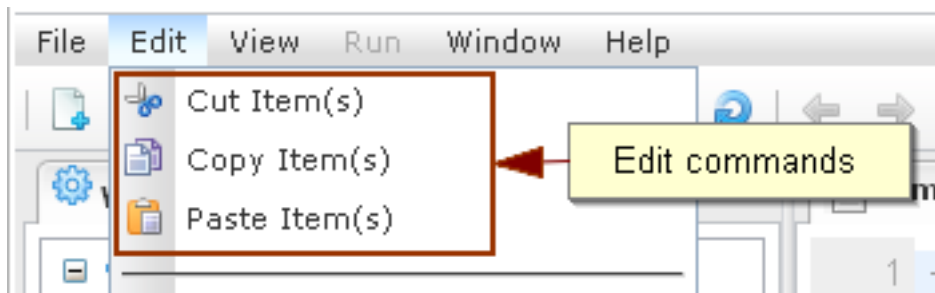 File Edit View Run Window Help
Cut Item(s)
Copy Item(s)
Edit commands
Paste Item(s)
1